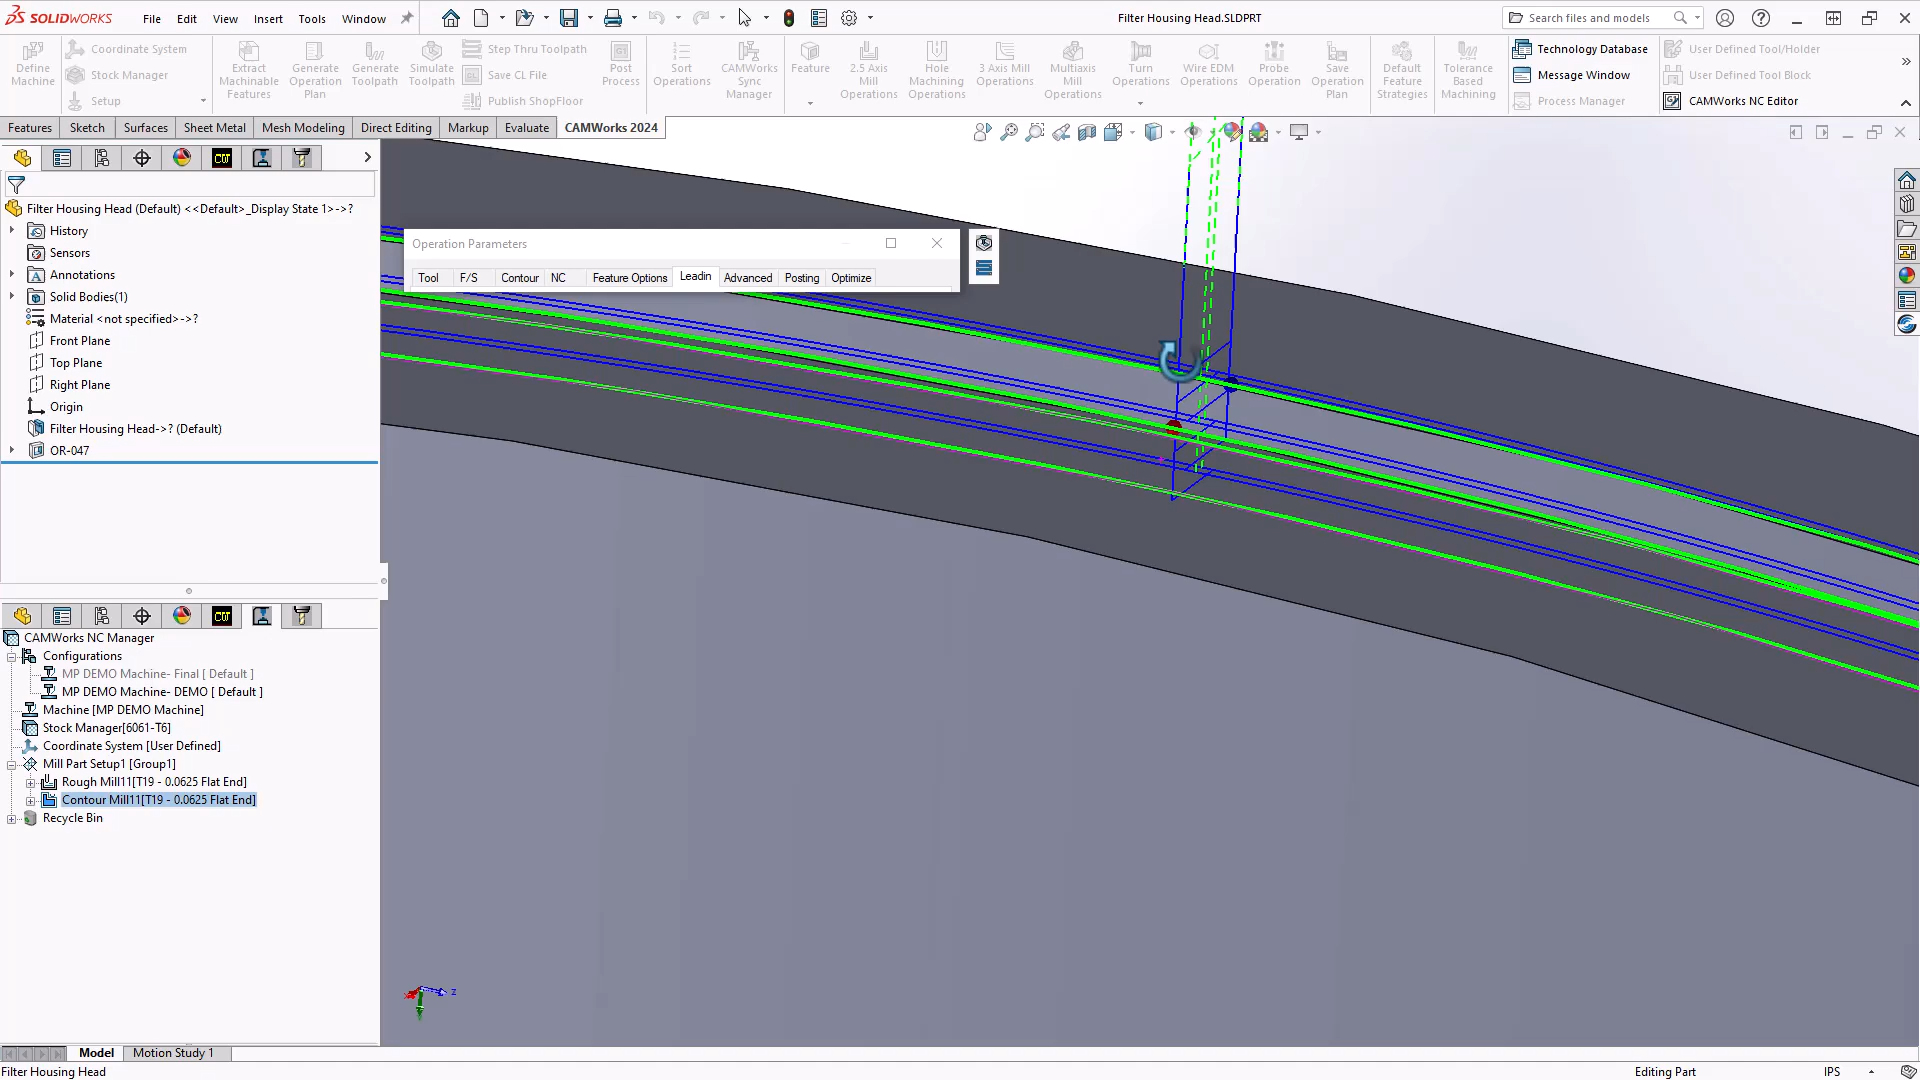 SOLIDWORKS
File Edit View Insert Tools Window
Filter Housing Head.SLDPRT
Search files and models
Define Machine
Coordinate System
Stock Manager
Setup
Extract Machinable Features
Generate Operation Plan
Generate Toolpath
Simulate Toolpath
Step Thru Toolpath
Save CL File
Publish ShopFloor
Post Process
Sort Operations
CAMWorks Sync Manager
Feature
2.5 Axis Mill Operations
Hole Machining Operations
3 Axis Mill Operations
Multiaxis Mill Operations
Turn Operations
Wire EDM Operations
Probe Operation
Save Operation Plan
Default Feature Strategies
Tolerance Based Machining
Technology Database
Message Window
Process Manager
User Defined Tool/Holder
User Defined Tool Block
CAMWorks NC Editor
Features Sketch Surfaces Sheet Metal Mesh Modeling Direct Editing Markup Evaluate CAMWorks 2024
Filter Housing Head (Default) <<Default>_Display State 1>->?
History
Sensors
Annotations
Solid Bodies(1)
Material <not specified>->?
Front Plane
Top Plane
Right Plane
Origin
Filter Housing Head->? (Default)
OR-047
Operation Parameters
Tool F/S Contour NC Feature Options Leadin Advanced Posting Optimize
CAMWorks NC Manager
Configurations
MP DEMO Machine- Final [ Default ]
MP DEMO Machine- DEMO [ Default ]
Machine [MP DEMO Machine]
Stock Manager[6061-T6]
Coordinate System [User Defined]
Mill Part Setup1 [Group1]
Rough Mill11[T19 - 0.0625 Flat End]
Contour Mill11[T19 - 0.0625 Flat End]
Recycle Bin
z
Model Motion Study 1
Filter Housing Head
Editing Part
IPS